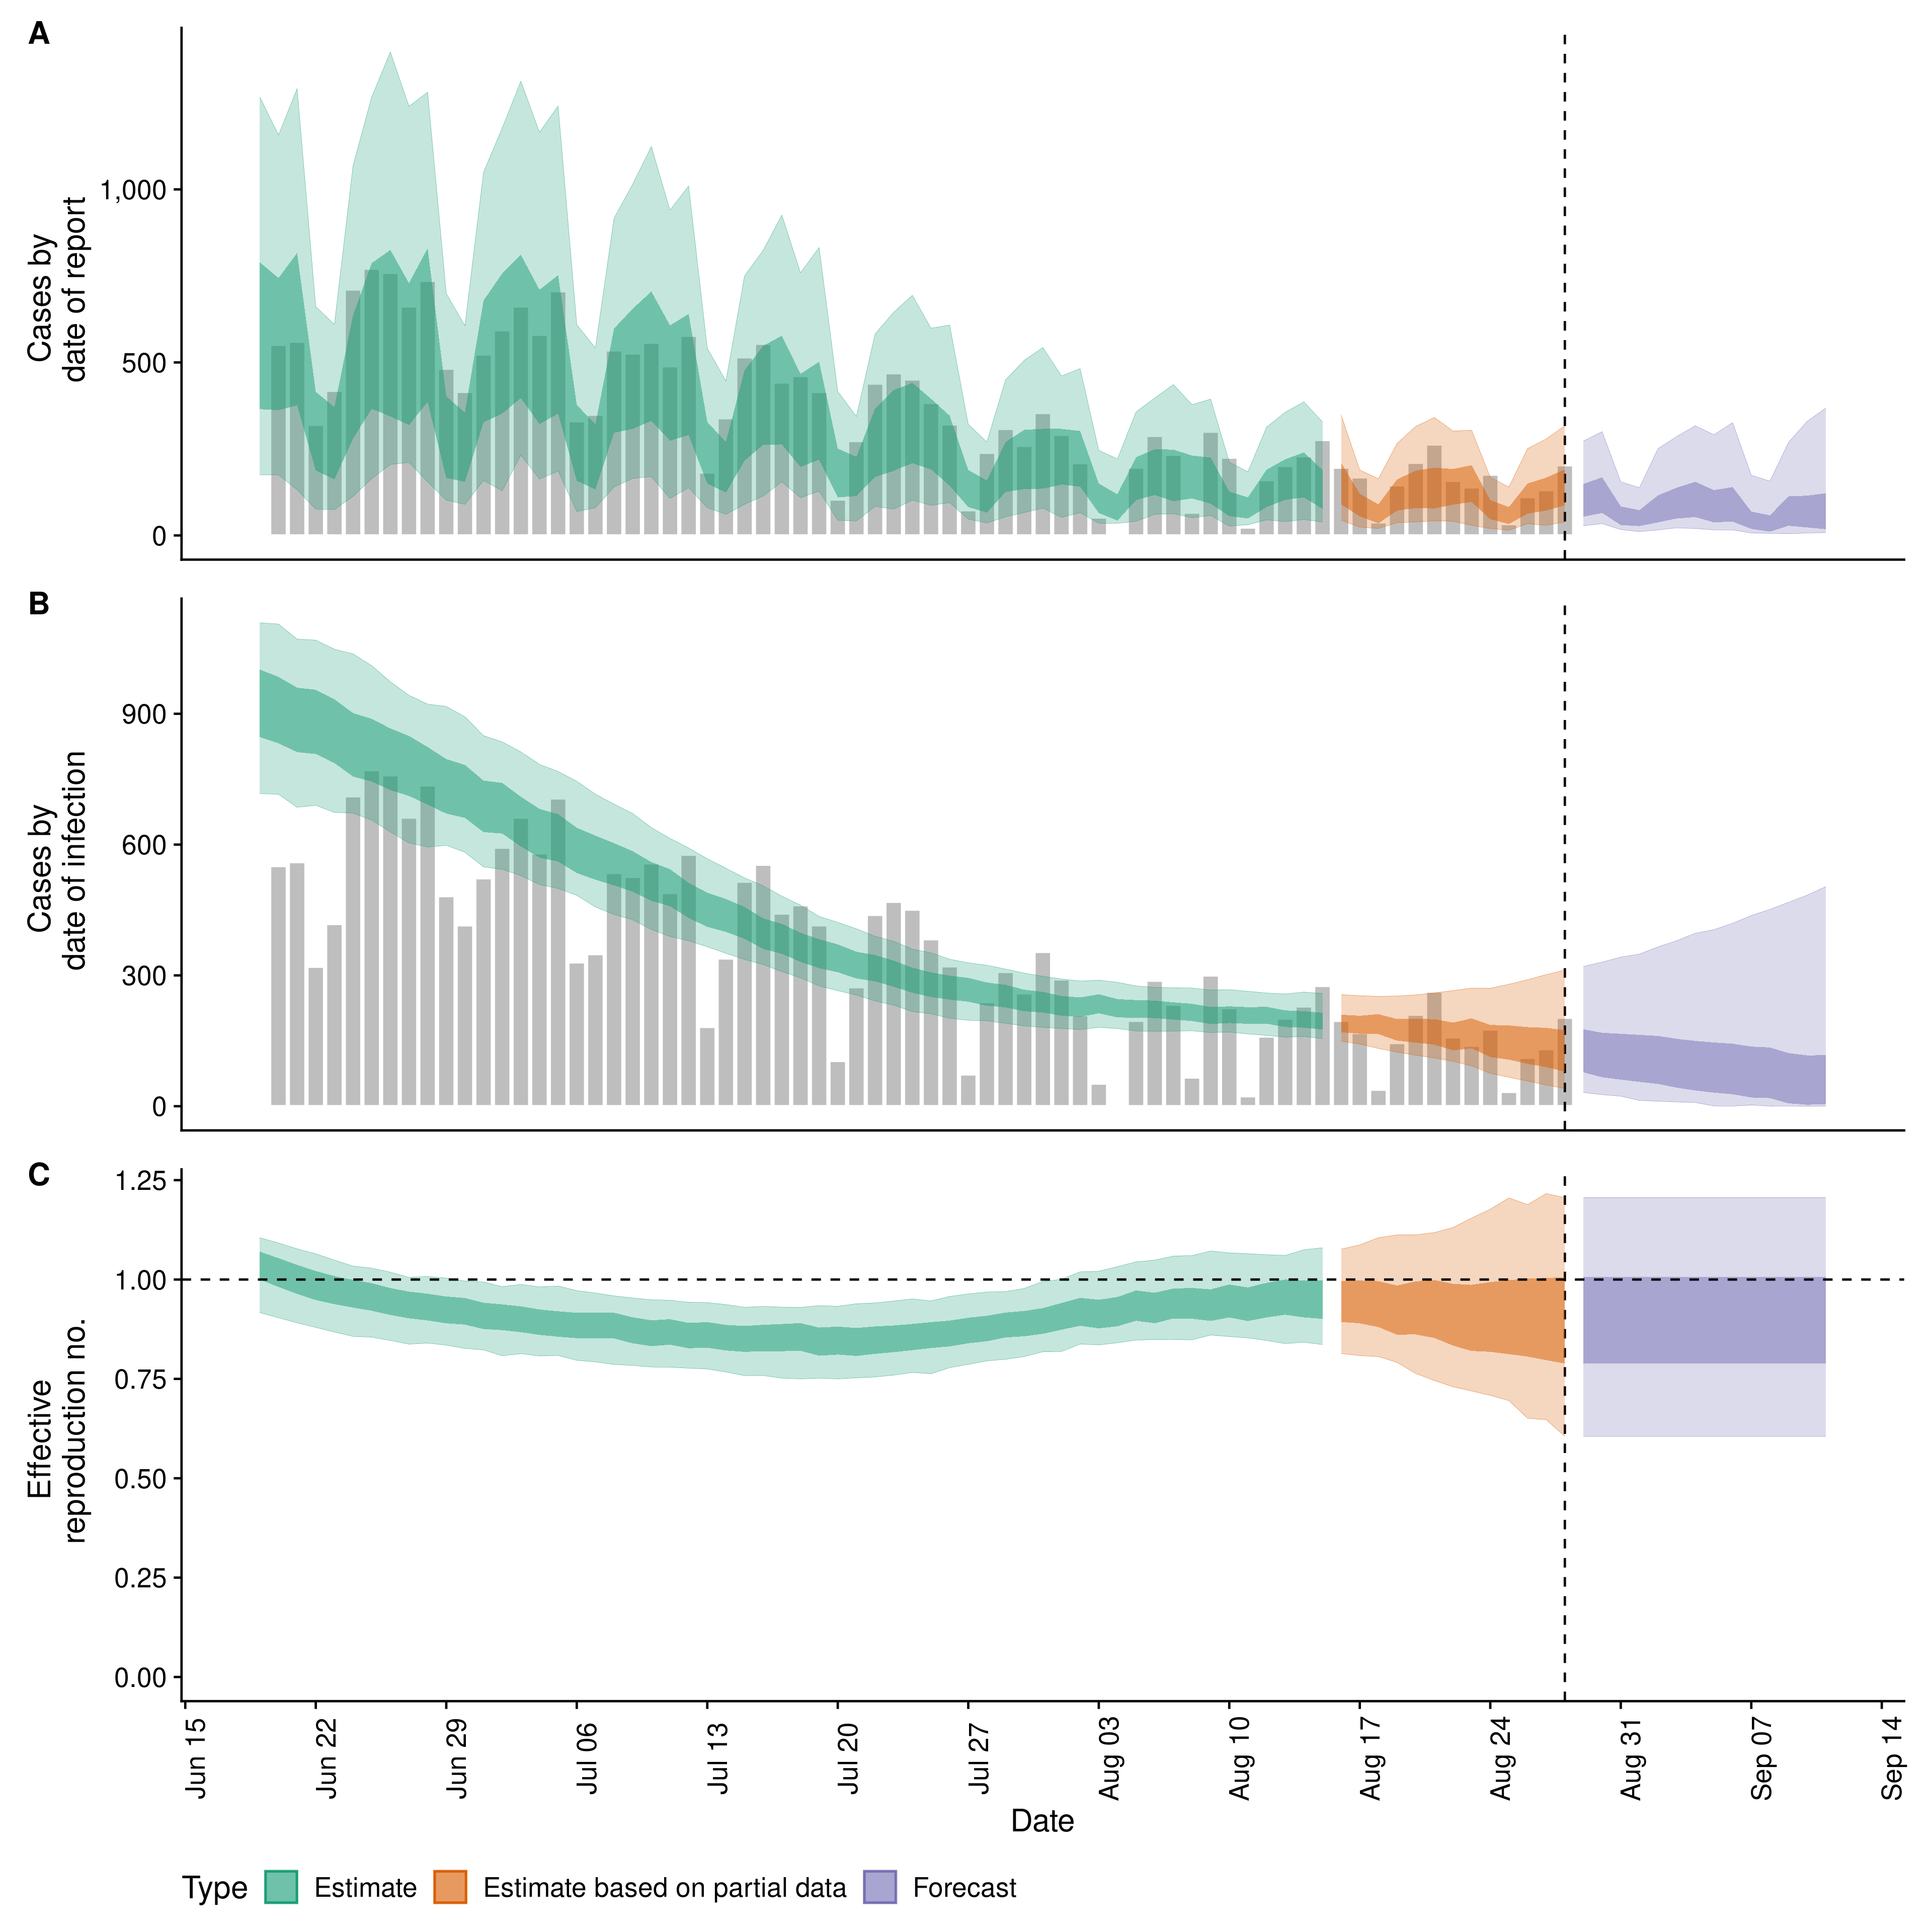 A
Cases by
date of report
1,000
500
0
B
Cases by
date of infection
900
600
300
0
C
Effective
reproduction no.
1.25
1.00
0.75
0.50
0.25
0.00
Jun 15
Jun 22
Jun 29
Jul 06
Jul 13
Jul 20
Jul 27
Aug 03
Aug 10
Aug 17
Aug 24
Aug 31
Sep 07
Sep 14
Date
Type Estimate Estimate based on partial data Forecast